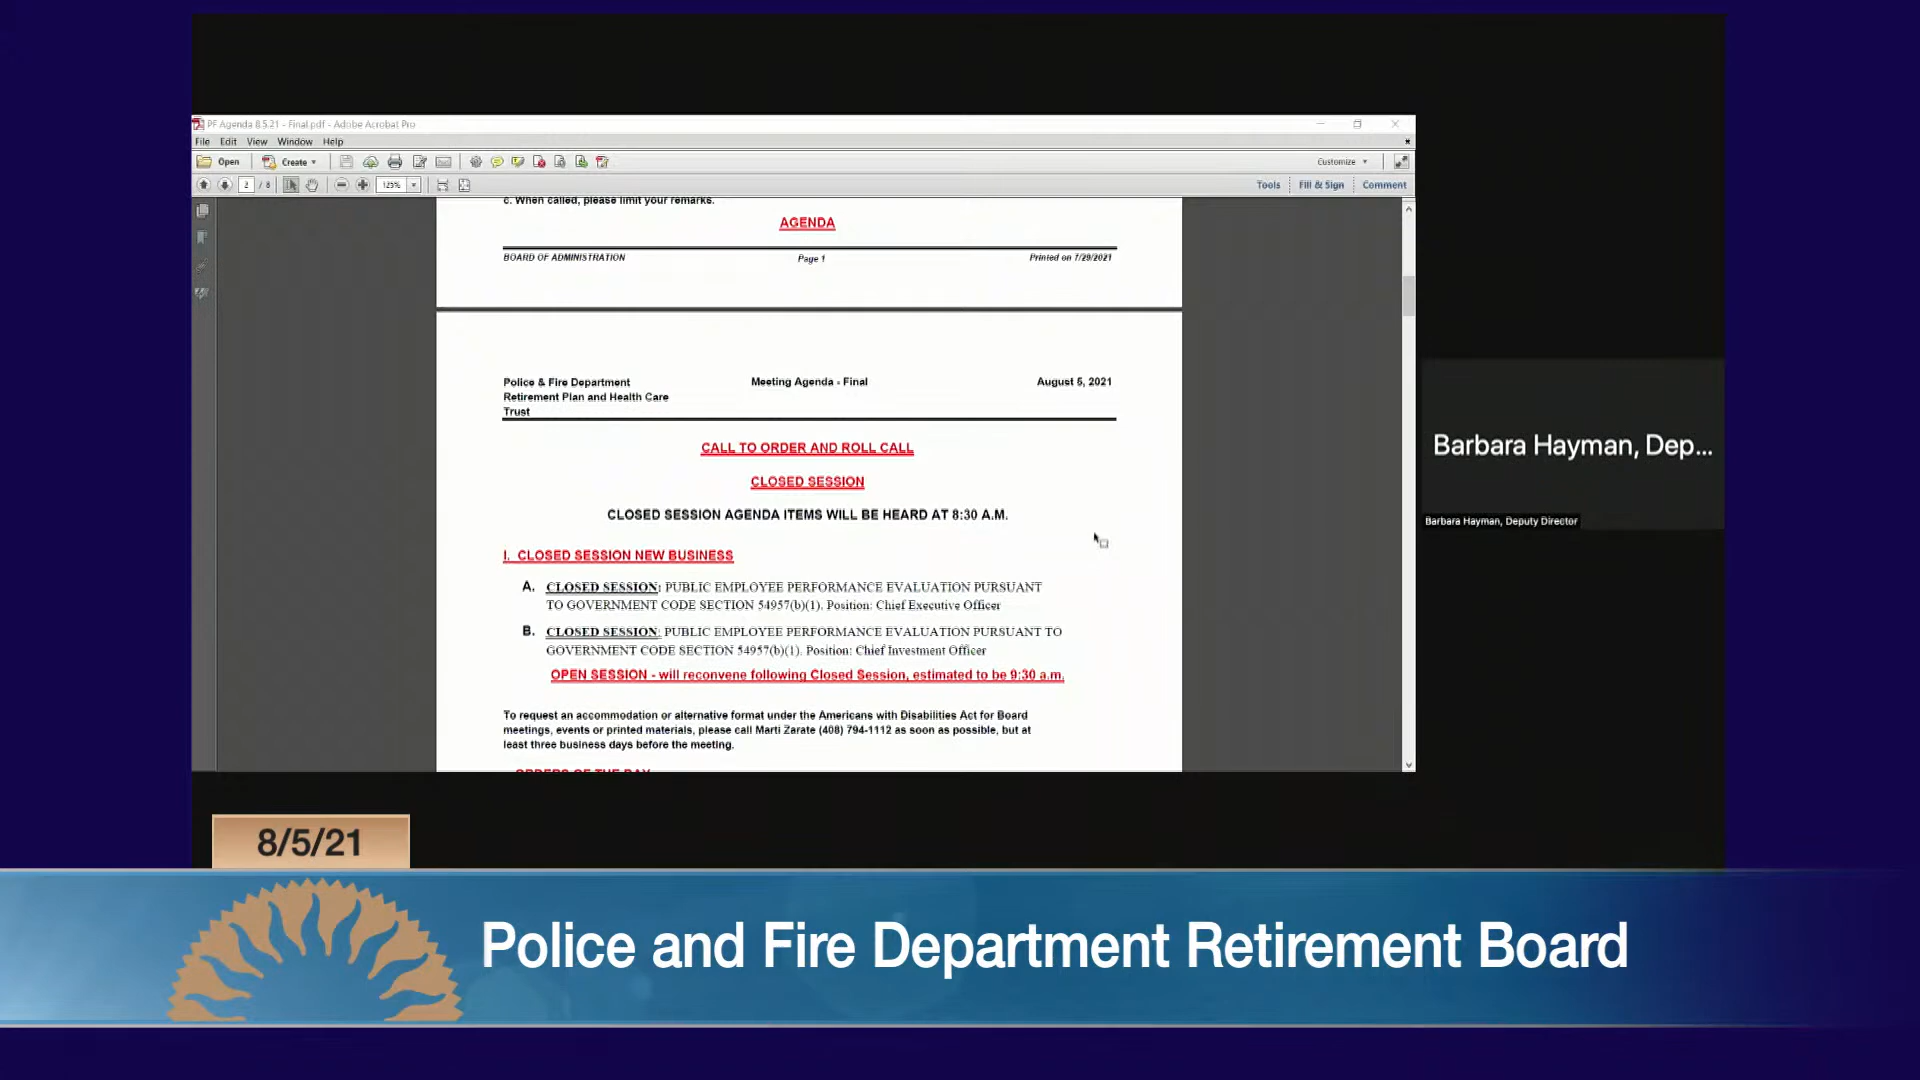 PF Agenda 8.5.21 - Final.pdf - Adobe Acrobat Pro
File Edit View Window Help
Open Create Customize
2 / 8 125% Tools Fill & Sign Comment
c. When called, please limit your remarks.
AGENDA
BOARD OF ADMINISTRATION Page 1 Printed on 7/29/2021
Police & Fire Department Meeting Agenda - Final August 5, 2021
Retirement Plan and Health Care
Trust
CALL TO ORDER AND ROLL CALL
CLOSED SESSION
CLOSED SESSION AGENDA ITEMS WILL BE HEARD AT 8:30 A.M.
I. CLOSED SESSION NEW BUSINESS
A. CLOSED SESSION: PUBLIC EMPLOYEE PERFORMANCE EVALUATION PURSUANT
TO GOVERNMENT CODE SECTION 54957(b)(1). Position: Chief Executive Officer
B. CLOSED SESSION: PUBLIC EMPLOYEE PERFORMANCE EVALUATION PURSUANT TO
GOVERNMENT CODE SECTION 54957(b)(1). Position: Chief Investment Officer
OPEN SESSION - will reconvene following Closed Session, estimated to be 9:30 a.m.
To request an accommodation or alternative format under the Americans with Disabilities Act for Board
meetings, events or printed materials, please call Marti Zarate (408) 794-1112 as soon as possible, but at
least three business days before the meeting.
ORDERS OF THE DAY
Barbara Hayman, Dep...
Barbara Hayman, Deputy Director
8/5/21
Police and Fire Department Retirement Board